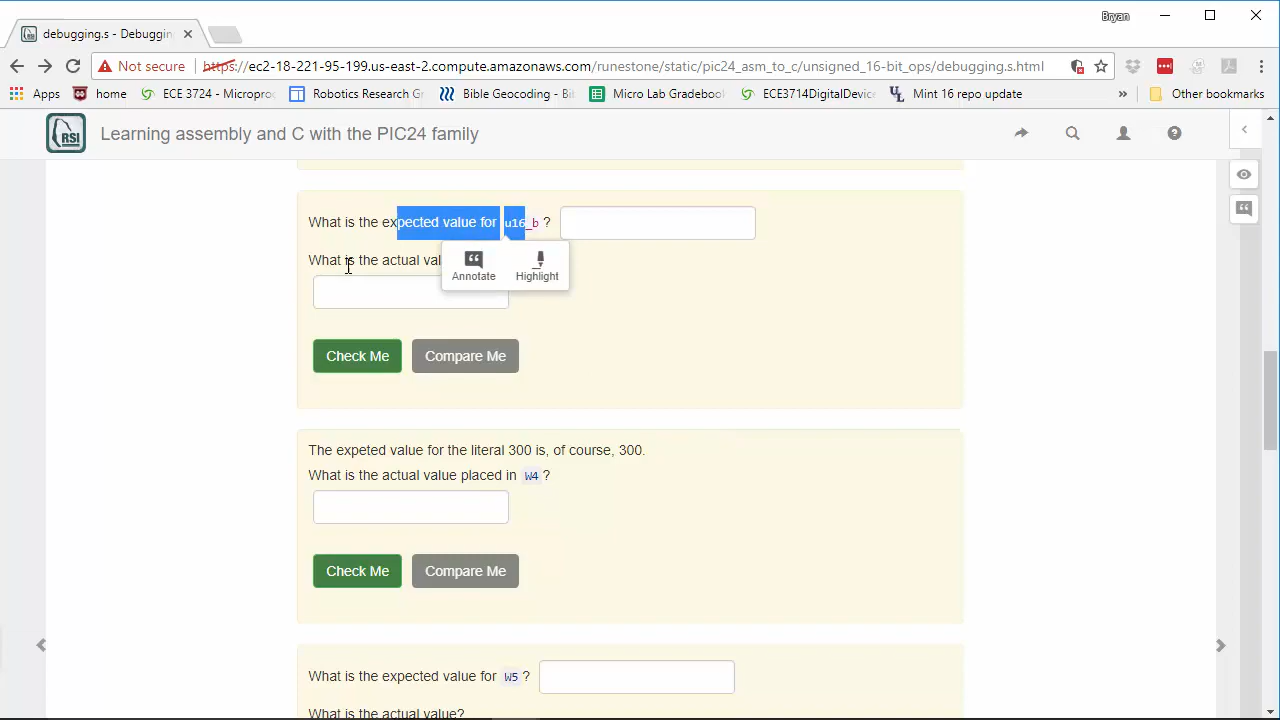 Bryan
debugging.s - Debuggin
Not secure
https://ec2-18-221-95-199.us-east-2.compute.amazonaws.com/runestone/static/pic24_asm_to_c/unsigned_16-bit_ops/debugging.s.html
Apps home ECE 3724 - Micropro Robotics Research Gr Bible Geocoding - Bi Micro Lab Gradebook ECE3714DigitalDevice Mint 16 repo update » Other bookmarks
RSI Learning assembly and C with the PIC24 family
What is the expected value for u16_b ?
What is the actual val
Annotate Highlight
Check Me Compare Me
The expeted value for the literal 300 is, of course, 300.
What is the actual value placed in W4 ?
Check Me Compare Me
What is the expected value for W5 ?
What is the actual value?